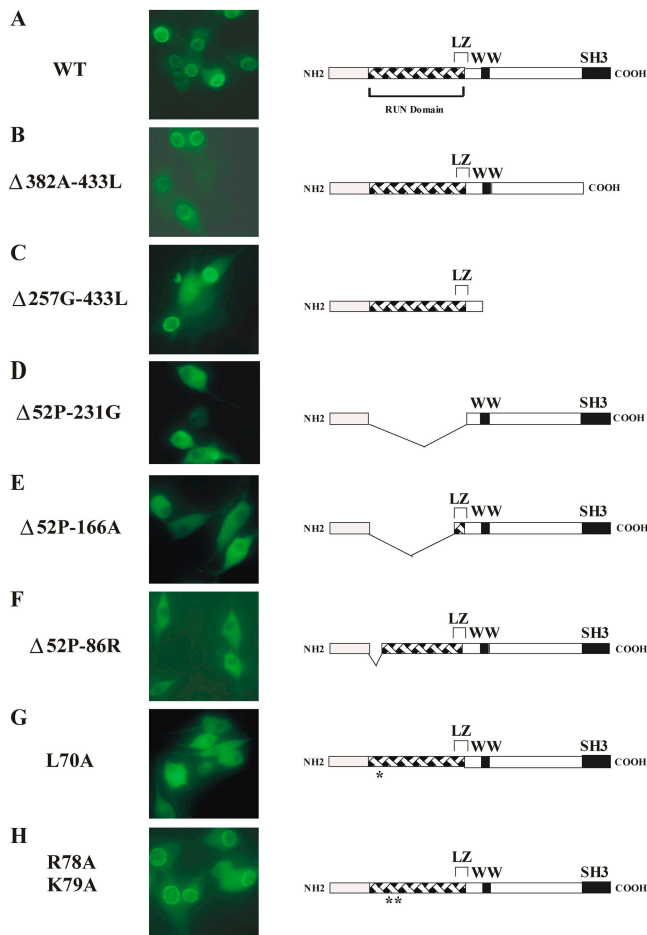 A
WT
LZ
WW
SH3
NH2
COOH
RUN Domain
B
Δ382A-433L
LZ
WW
NH2
COOH
C
Δ257G-433L
LZ
NH2
D
Δ52P-231G
WW
SH3
NH2
COOH
E
Δ52P-166A
LZ
WW
SH3
NH2
COOH
F
Δ52P-86R
LZ
WW
SH3
NH2
COOH
G
L70A
LZ
WW
SH3
NH2
COOH
*
H
R78A
K79A
LZ
WW
SH3
NH2
COOH
**